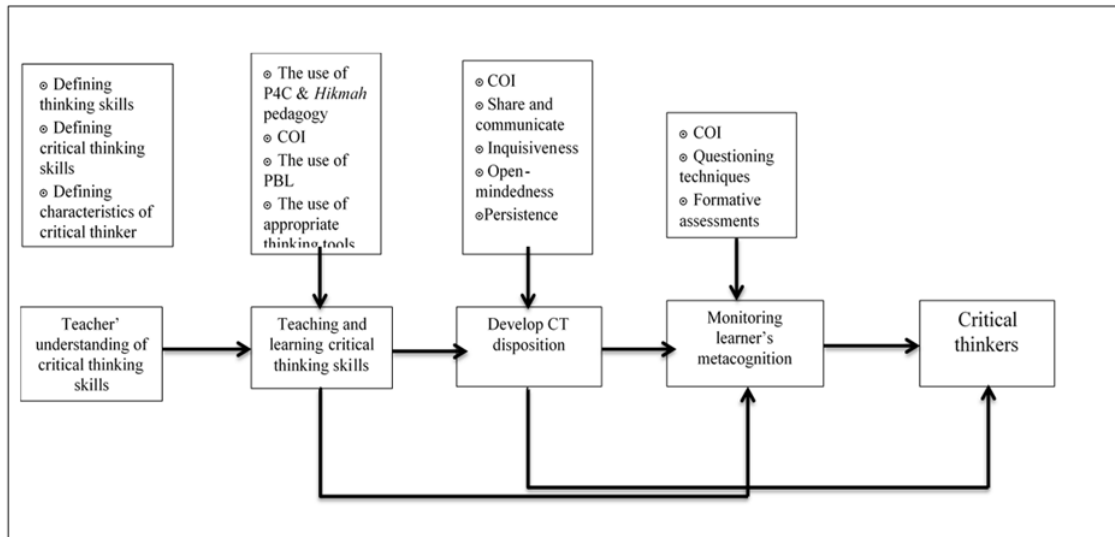 ⊙ Defining
thinking skills
⊙ Defining
critical thinking
skills
⊙ Defining
characteristics of
critical thinker
⊙ The use of
P4C & Hikmah
pedagogy
⊙ COI
⊙ The use of
PBL
⊙ The use of
appropriate
thinking tools
⊙ COI
⊙ Share and
communicate
⊙ Inquisiveness
⊙ Open-
mindedness
⊙Persistence
⊙ COI
⊙ Questioning
techniques
⊙ Formative
assessments
Teacher’
understanding of
critical thinking
skills
Teaching and
learning critical
thinking skills
Develop CT
disposition
Monitoring
learner’s
metacognition
Critical
thinkers